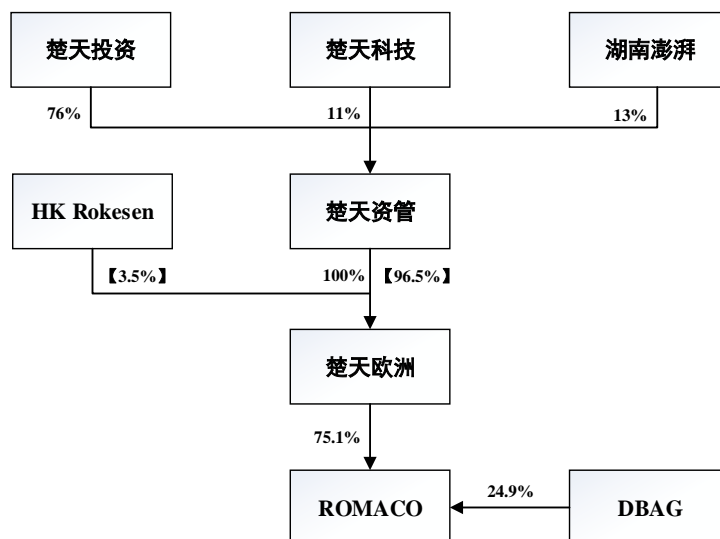 楚天投资
楚天科技
湖南澎湃
76%
11%
13%
HK Rokesen
楚天资管
【3.5%】
100%
【96.5%】
楚天欧洲
75.1%
ROMACO
24.9%
DBAG